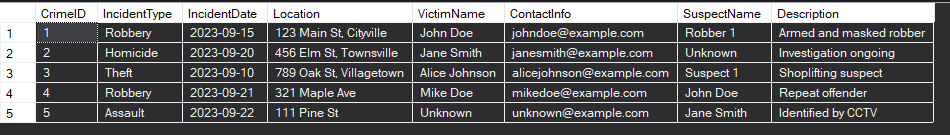 CrimeID IncidentType IncidentDate Location VictimName ContactInfo SuspectName Description
1 1 Robbery 2023-09-15 123 Main St, Cityville John Doe johndoe@example.com Robber 1 Armed and masked robber
2 2 Homicide 2023-09-20 456 Elm St, Townsville Jane Smith janesmith@example.com Unknown Investigation ongoing
3 3 Theft 2023-09-10 789 Oak St, Villagetown Alice Johnson alicejohnson@example.com Suspect 1 Shoplifting suspect
4 4 Robbery 2023-09-21 321 Maple Ave Mike Doe mikedoe@example.com John Doe Repeat offender
5 5 Assault 2023-09-22 111 Pine St Unknown unknown@example.com Jane Smith Identified by CCTV